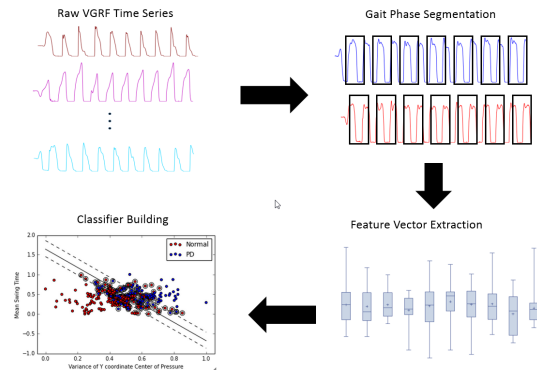 Raw VGRF Time Series
Gait Phase Segmentation
Classifier Building
Feature Vector Extraction
2.0
1.5
1.0
0.5
0.0
−0.5
−1.0
Mean Swing Time
Normal
PD
0.0 0.2 0.4 0.6 0.8 1.0
Variance of Y coordinate Center of Pressure